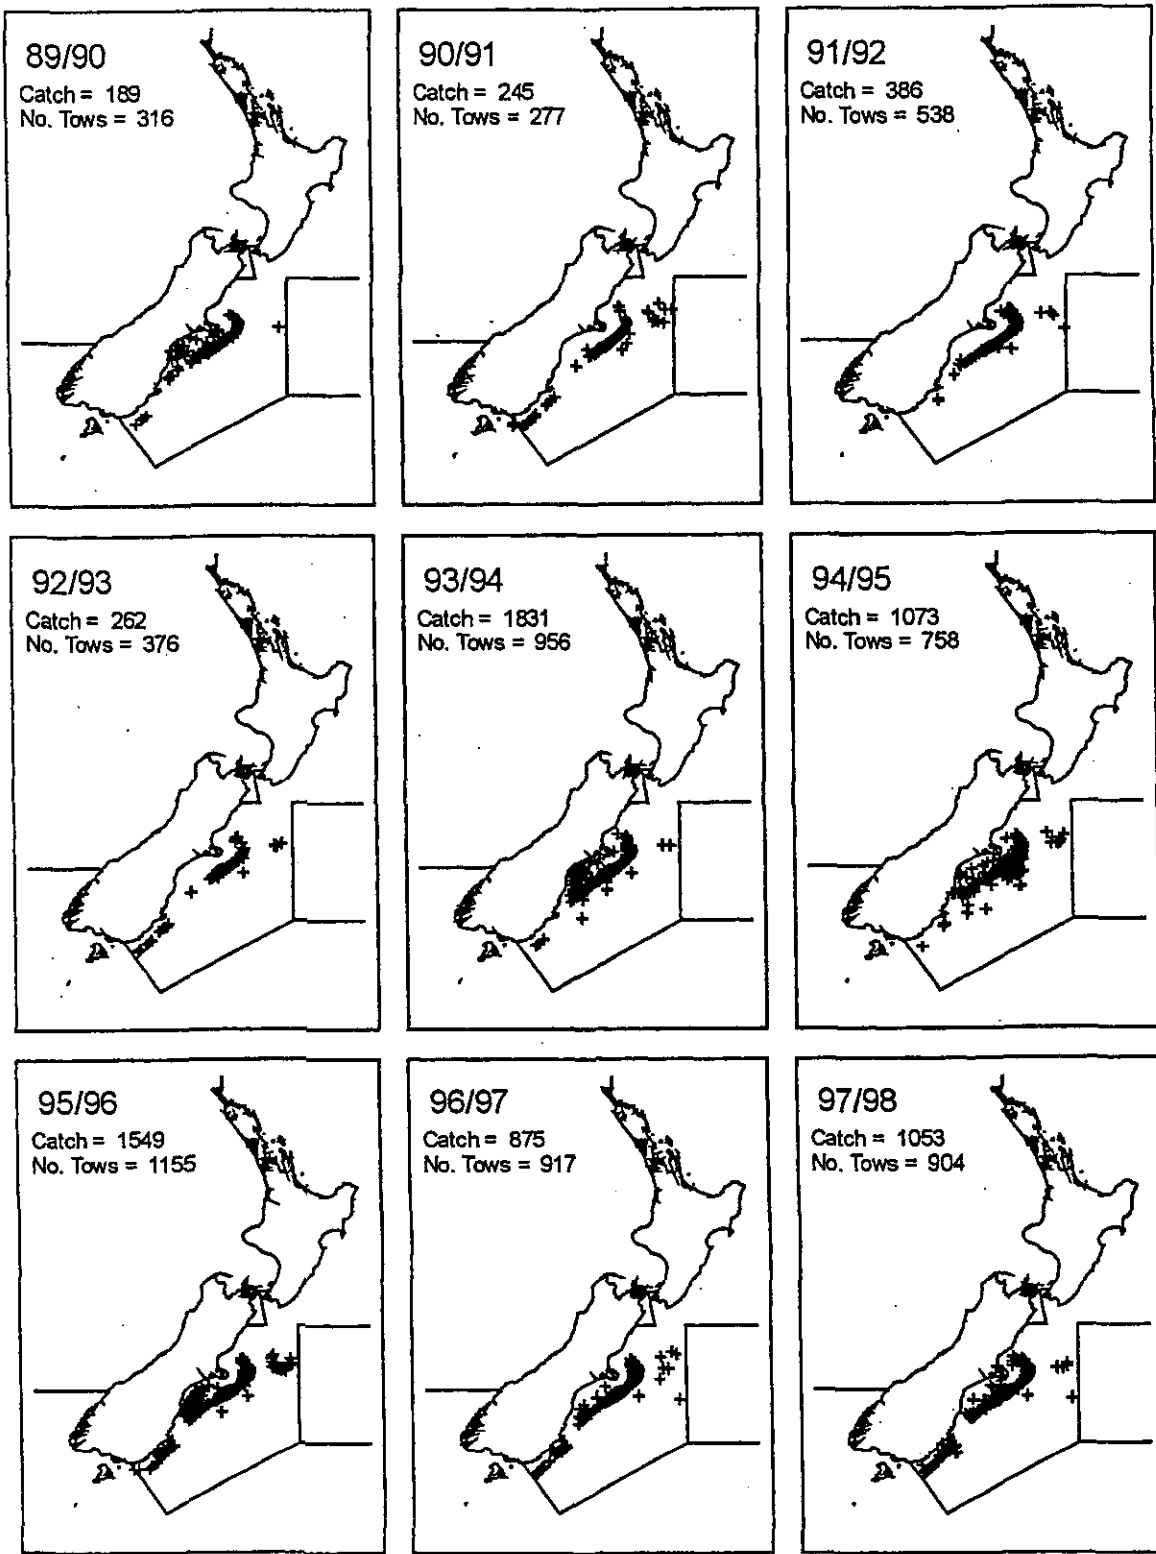 89/90
Catch = 189
No. Tows = 316
90/91
Catch = 245
No. Tows = 277
91/92
Catch = 386
No. Tows = 538
92/93
Catch = 262
No. Tows = 376
93/94
Catch = 1831
No. Tows = 956
94/95
Catch = 1073
No. Tows = 758
95/96
Catch = 1549
No. Tows = 1155
96/97
Catch = 875
No. Tows = 917
97/98
Catch = 1053
No. Tows = 904